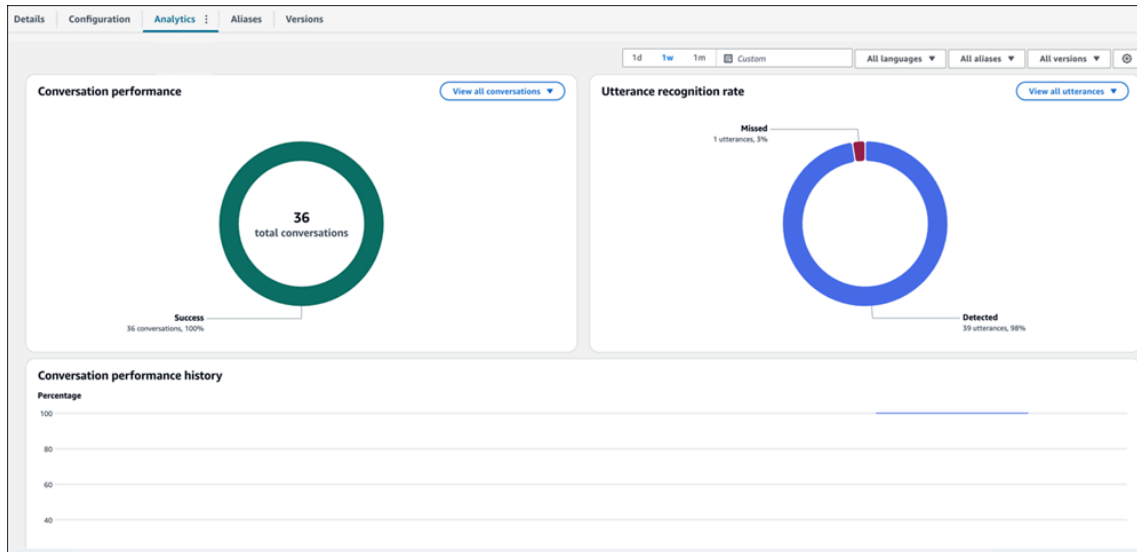 Details Configuration Analytics Aliases Versions
1d 1w 1m Custom All languages All aliases All versions
Conversation performance
View all conversations
36
total conversations
Success
36 conversations, 100%
Utterance recognition rate
View all utterances
Missed
1 utterances, 3%
Detected
39 utterances, 98%
Conversation performance history
Percentage
100
80
60
40